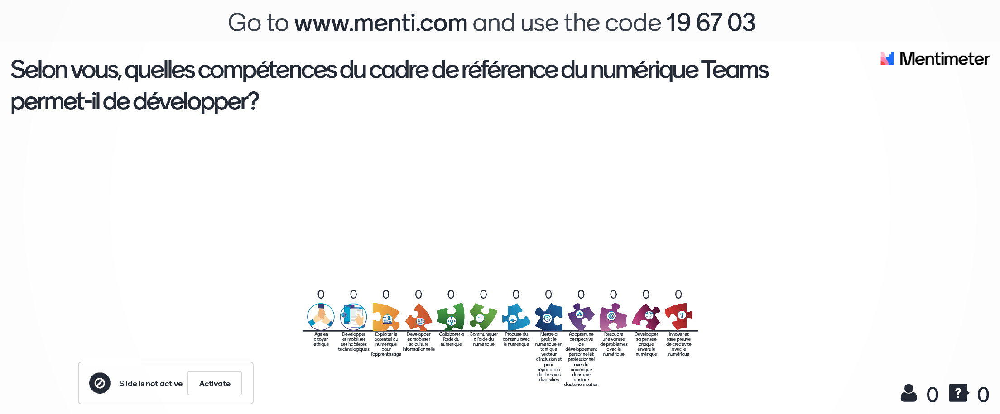 Go to www.menti.com and use the code 19 67 03
Mentimeter
Selon vous, quelles compétences du cadre de référence du numérique Teams
permet-il de développer?
0 0 0 0 0 0 0 0 0 0 0 0
Agir en
citoyen
éthique
Développer
et mobiliser
ses habiletés
technologiques
Exploiter le
potentiel du
numérique
pour
l'apprentissage
Développer
et mobiliser
sa culture
informationnelle
Collaborer à
l'aide du
numérique
Communiquer
à l'aide du
numérique
Produire du
contenu avec
le numérique
Mettre à
profit le
numérique en
tant que
vecteur
d'inclusion et
pour
répondre à
des besoins
diversifiés
Adopter une
perspective
de
développement
personnel et
professionnel
avec le
numérique
dans une
posture
d'autonomisation
Résoudre
une variété
de problèmes
avec le
numérique
Développer
sa pensée
critique
envers le
numérique
Innover et
faire preuve
de créativité
avec le
numérique
Slide is not active
Activate
0 ? 0